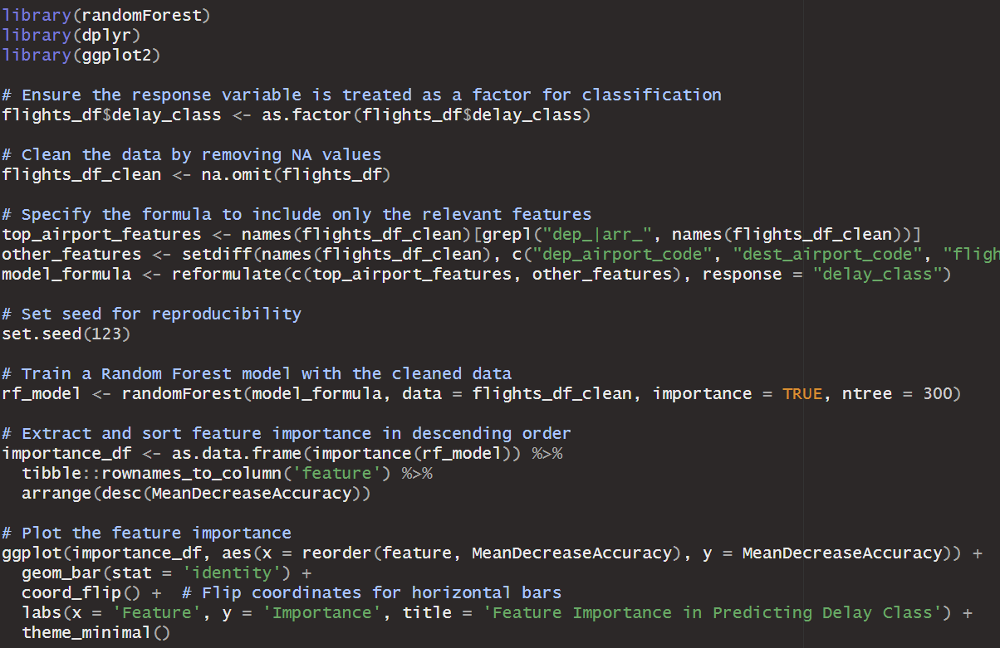 library(randomForest)
library(dplyr)
library(ggplot2)
# Ensure the response variable is treated as a factor for classification
flights_df$delay_class <- as.factor(flights_df$delay_class)
# Clean the data by removing NA values
flights_df_clean <- na.omit(flights_df)
# Specify the formula to include only the relevant features
top_airport_features <- names(flights_df_clean)[grepl("dep_|arr_", names(flights_df_clean))]
other_features <- setdiff(names(flights_df_clean), c("dep_airport_code", "dest_airport_code", "fligh
model_formula <- reformulate(c(top_airport_features, other_features), response = "delay_class")
# Set seed for reproducibility
set.seed(123)
# Train a Random Forest model with the cleaned data
rf_model <- randomForest(model_formula, data = flights_df_clean, importance = TRUE, ntree = 300)
# Extract and sort feature importance in descending order
importance_df <- as.data.frame(importance(rf_model)) %>%
  tibble::rownames_to_column('feature') %>%
  arrange(desc(MeanDecreaseAccuracy))
# Plot the feature importance
ggplot(importance_df, aes(x = reorder(feature, MeanDecreaseAccuracy), y = MeanDecreaseAccuracy)) +
  geom_bar(stat = 'identity') +
  coord_flip() +  # Flip coordinates for horizontal bars
  labs(x = 'Feature', y = 'Importance', title = 'Feature Importance in Predicting Delay Class') +
  theme_minimal()